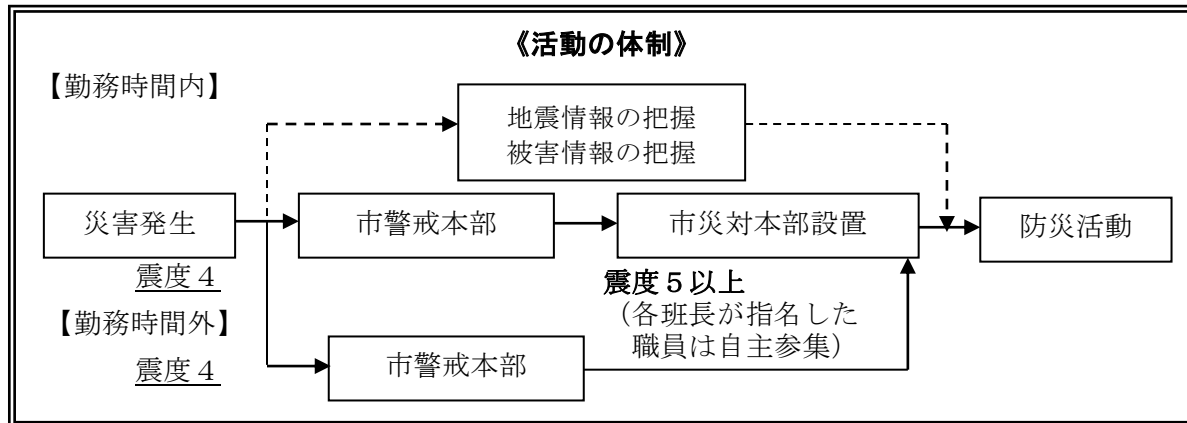 《活動の体制》
【勤務時間内】
地震情報の把握
被害情報の把握
災害発生
市警戒本部
市災対本部設置
防災活動
震度４
震度５以上
（各班長が指名した
職員は自主参集）
【勤務時間外】
震度４
市警戒本部